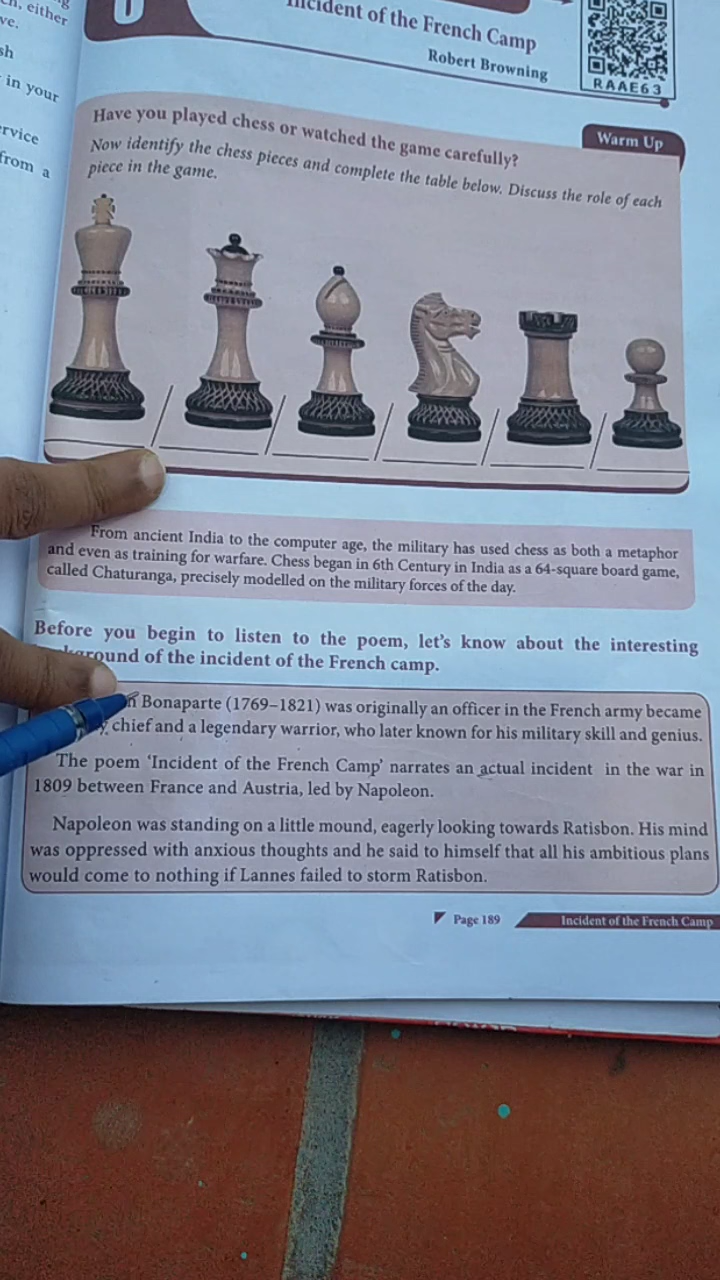 either
ve.
sh
in your
rvice
from a
Incident of the French Camp
Robert Browning
RAAE63
Warm Up
Have you played chess or watched the game carefully?
Now identify the chess pieces and complete the table below. Discuss the role of each
piece in the game.
From ancient India to the computer age, the military has used chess as both a metaphor
and even as training for warfare. Chess began in 6th Century in India as a 64-square board game,
called Chaturanga, precisely modelled on the military forces of the day.
Before you begin to listen to the poem, let's know about the interesting
ground of the incident of the French camp.
Bonaparte (1769–1821) was originally an officer in the French army became
chief and a legendary warrior, who later known for his military skill and genius.
The poem 'Incident of the French Camp' narrates an actual incident in the war in
1809 between France and Austria, led by Napoleon.
Napoleon was standing on a little mound, eagerly looking towards Ratisbon. His mind
was oppressed with anxious thoughts and he said to himself that all his ambitious plans
would come to nothing if Lannes failed to storm Ratisbon.
Page 189
Incident of the French Camp